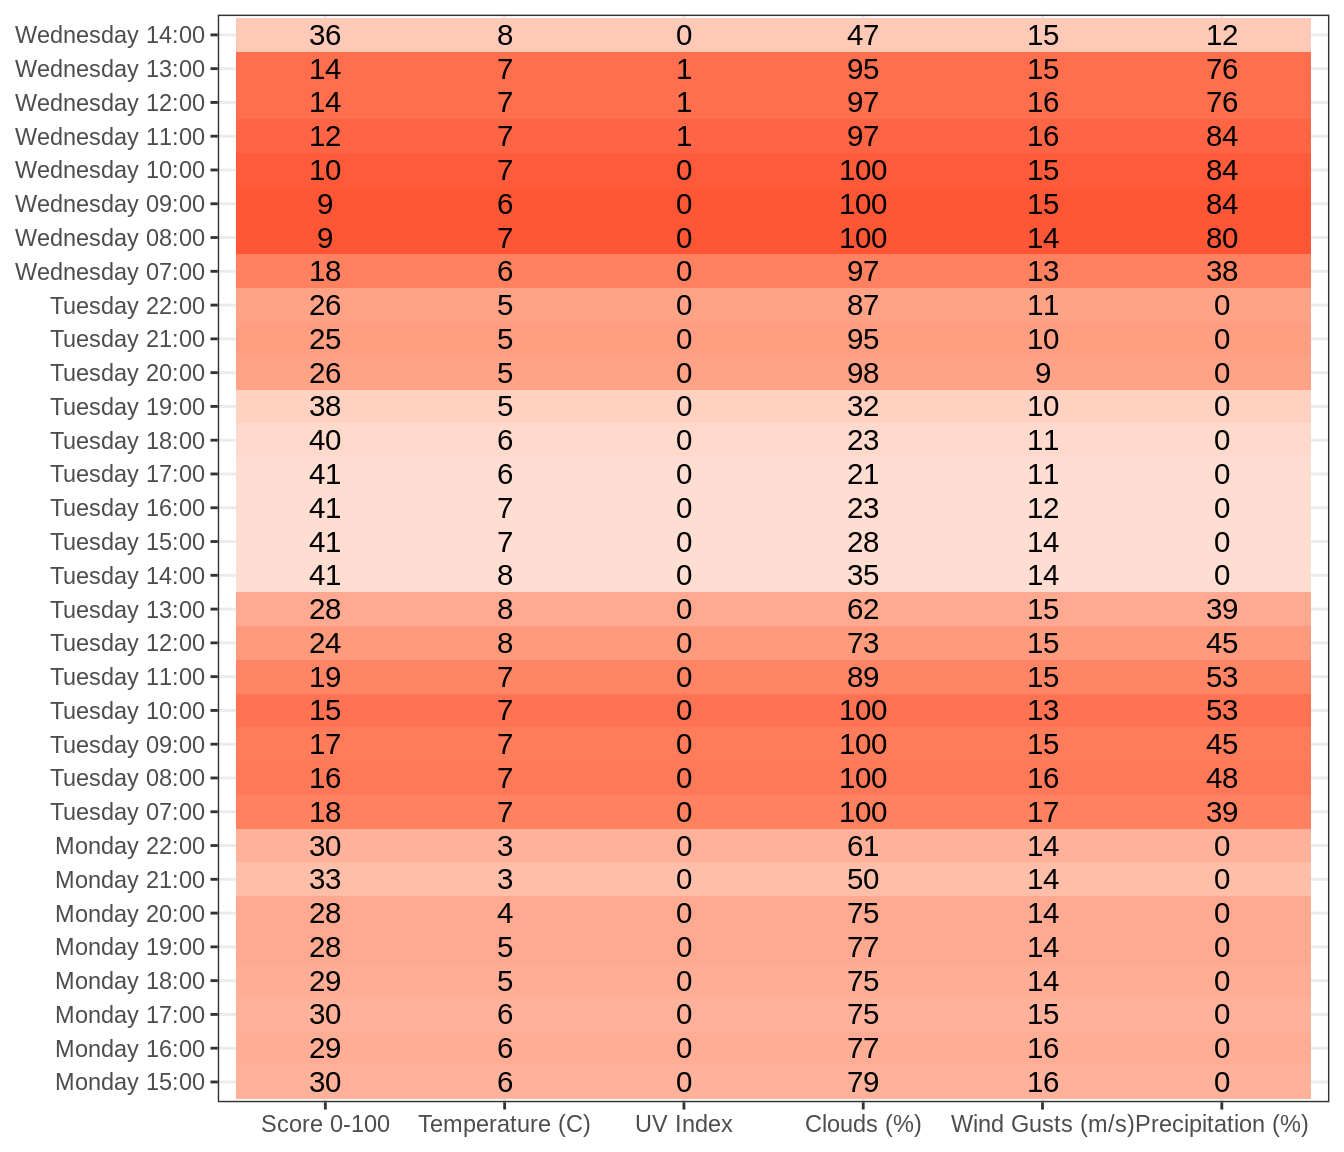 Wednesday 14:00 36 8 0 47 15 12
Wednesday 13:00 14 7 1 95 15 76
Wednesday 12:00 14 7 1 97 16 76
Wednesday 11:00 12 7 1 97 16 84
Wednesday 10:00 10 7 0 100 15 84
Wednesday 09:00 9 6 0 100 15 84
Wednesday 08:00 9 7 0 100 14 80
Wednesday 07:00 18 6 0 97 13 38
Tuesday 22:00 26 5 0 87 11 0
Tuesday 21:00 25 5 0 95 10 0
Tuesday 20:00 26 5 0 98 9 0
Tuesday 19:00 38 5 0 32 10 0
Tuesday 18:00 40 6 0 23 11 0
Tuesday 17:00 41 6 0 21 11 0
Tuesday 16:00 41 7 0 23 12 0
Tuesday 15:00 41 7 0 28 14 0
Tuesday 14:00 41 8 0 35 14 0
Tuesday 13:00 28 8 0 62 15 39
Tuesday 12:00 24 8 0 73 15 45
Tuesday 11:00 19 7 0 89 15 53
Tuesday 10:00 15 7 0 100 13 53
Tuesday 09:00 17 7 0 100 15 45
Tuesday 08:00 16 7 0 100 16 48
Tuesday 07:00 18 7 0 100 17 39
Monday 22:00 30 3 0 61 14 0
Monday 21:00 33 3 0 50 14 0
Monday 20:00 28 4 0 75 14 0
Monday 19:00 28 5 0 77 14 0
Monday 18:00 29 5 0 75 14 0
Monday 17:00 30 6 0 75 15 0
Monday 16:00 29 6 0 77 16 0
Monday 15:00 30 6 0 79 16 0
Score 0-100 Temperature (C) UV Index Clouds (%) Wind Gusts (m/s) Precipitation (%)